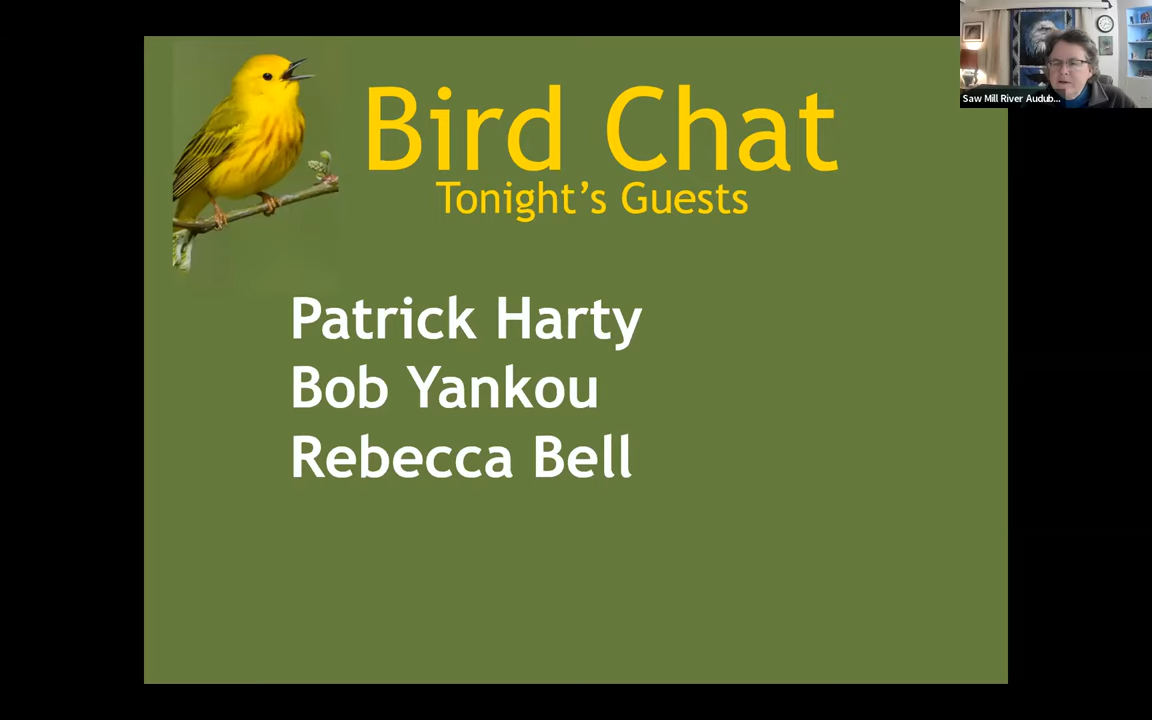 Bird Chat
Tonight's Guests
Patrick Harty
Bob Yankou
Rebecca Bell
Saw Mill River Audub...